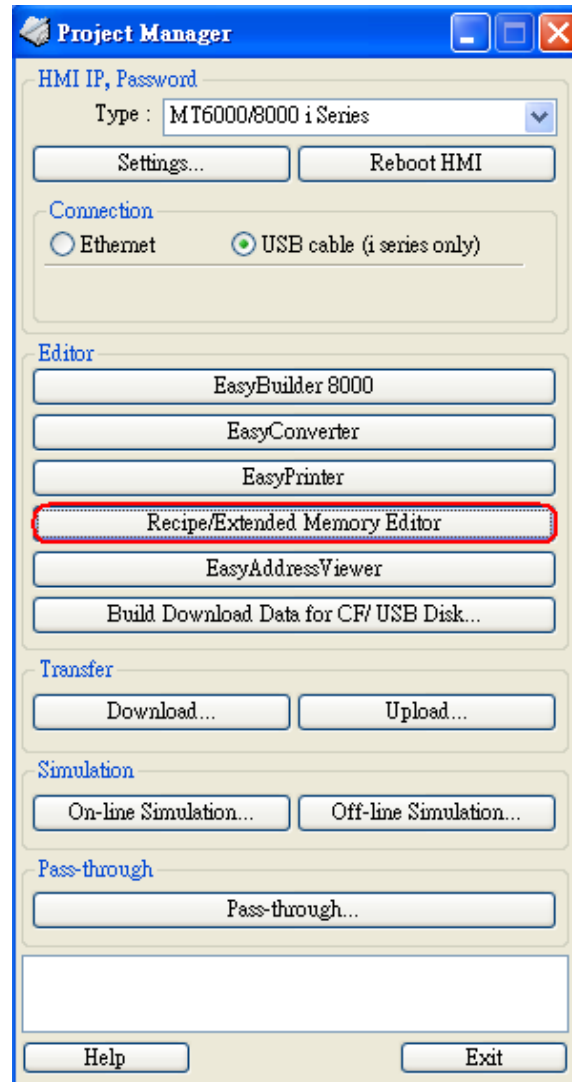 Project Manager
HMI IP, Password
Type : MT6000/8000 i Series
Settings... Reboot HMI
Connection
Ethernet USB cable (i series only)
Editor
EasyBuilder 8000
EasyConverter
EasyPrinter
Recipe/Extended Memory Editor
EasyAddressViewer
Build Download Data for CF/ USB Disk...
Transfer
Download... Upload...
Simulation
On-line Simulation... Off-line Simulation...
Pass-through
Pass-through...
Help Exit